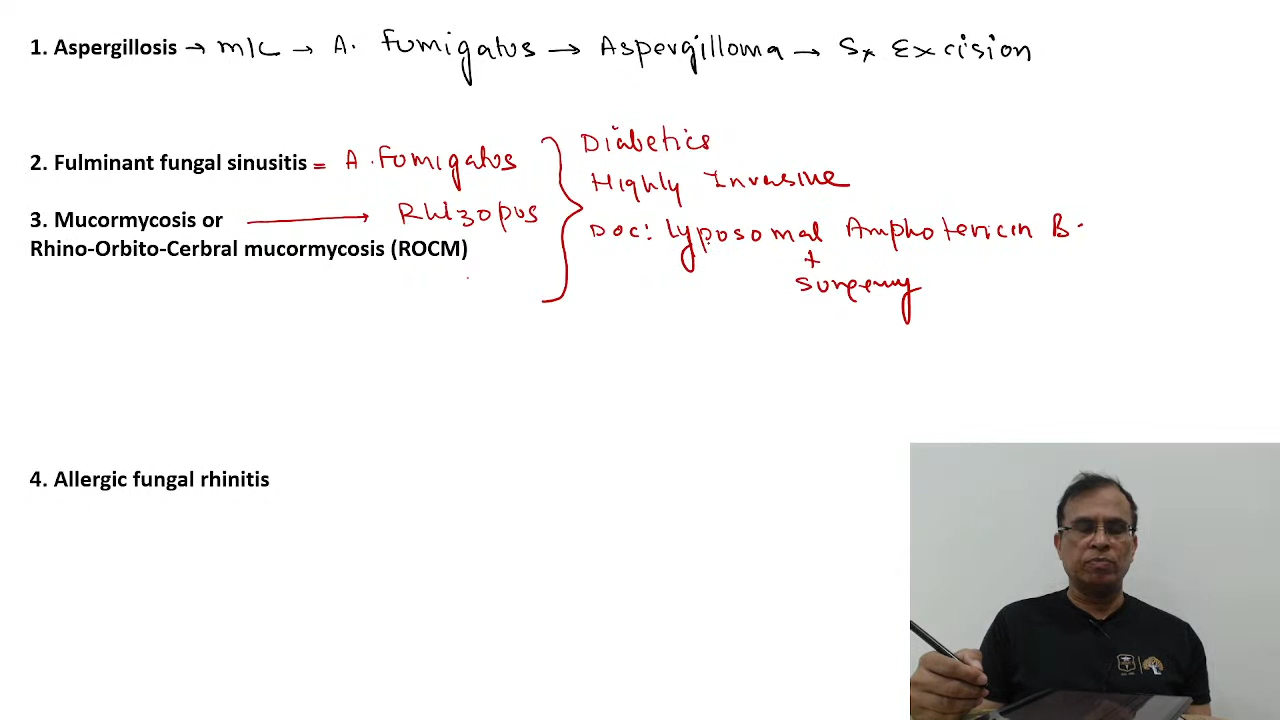 1. Aspergillosis → m/c → A. Fumigatus → Aspergilloma → Sx Excision
2. Fulminant fungal sinusitis = A. Fumigatus
3. Mucormycosis or → Rhizopus
Rhino-Orbito-Cerbral mucormycosis (ROCM)
Diabetics
Highly Invasive
Doc: Lyposomal Amphotericin B.
+
Surgery
4. Allergic fungal rhinitis